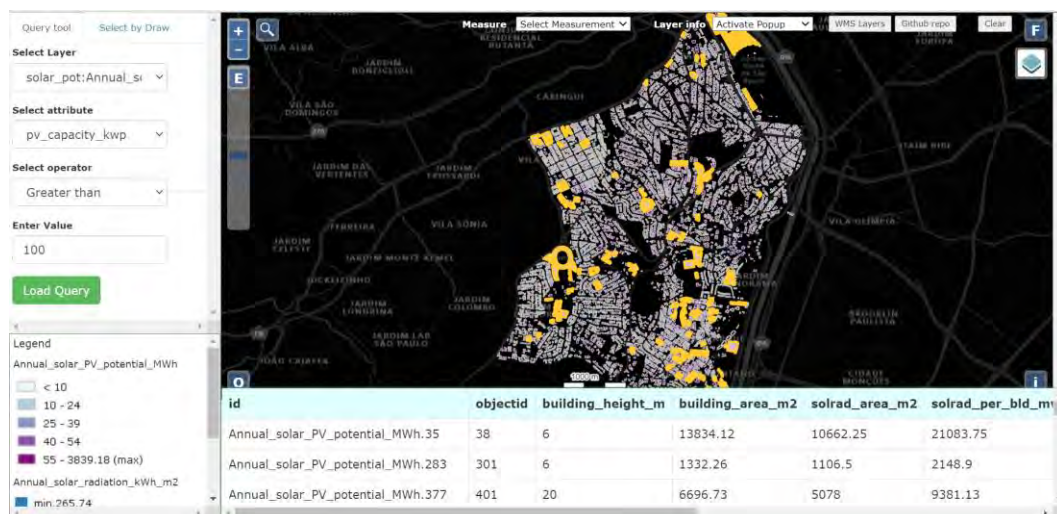 Query tool
Select by Draw
Select Layer
solar_pot:Annual_s
Select attribute
pv_capacity_kwp
Select operator
Greater than
Enter Value
100
Load Query
Legend
Annual_solar_PV_potential_MWh
< 10
10 - 24
25 - 39
40 - 54
55 - 3839.18 (max)
Annual_solar_radiation_kWh_m2
min:265.74
+
−
E
Measure
Select Measurement
Layer info
Activate Popup
WMS Layers
Github repo
Clear
F
VILA ALBA
RESIDENCIAL
BUTANTÃ
JARDIM
BONFIGLIOLI
CAXINGUI
VILA SÃO
DOMINGOS
JARDIM DAS
VERTENTES
FERREIRA
VILA SÔNIA
ITAIM BIBI
VILA OLÍMPIA
JARDIM
CELESTE
JARDIM MONTE KEMEL
JARDIM
LONDRINA
JARDIM
COLOMBO
JARDIM LAR
SÃO PAULO
BROOKLIN
PAULISTA
CIDADE
MONÇÕES
1000 m
O
i
id objectid building_height_m building_area_m2 solrad_area_m2 solrad_per_bld_m
Annual_solar_PV_potential_MWh.35 38 6 13834.12 10662.25 21083.75
Annual_solar_PV_potential_MWh.283 301 6 1332.26 1106.5 2148.9
Annual_solar_PV_potential_MWh.377 401 20 6696.73 5078 9381.13